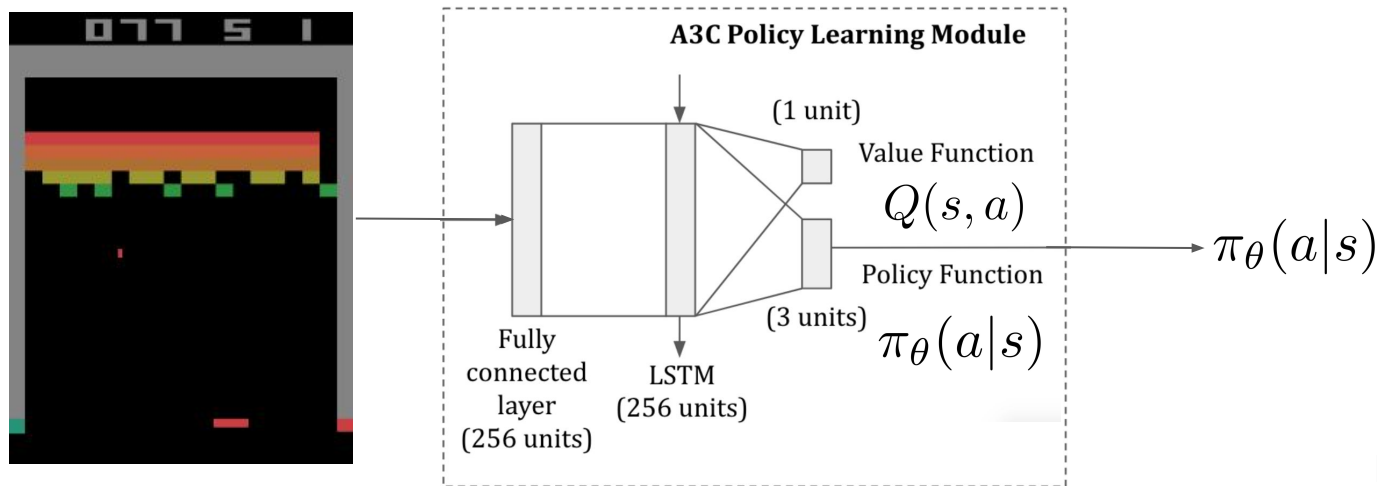 077 5 1
A3C Policy Learning Module
(1 unit)
Value Function
Q(s, a)
Policy Function
(3 units)
π_θ(a|s)
π_θ(a|s)
Fully
connected
layer
(256 units)
LSTM
(256 units)